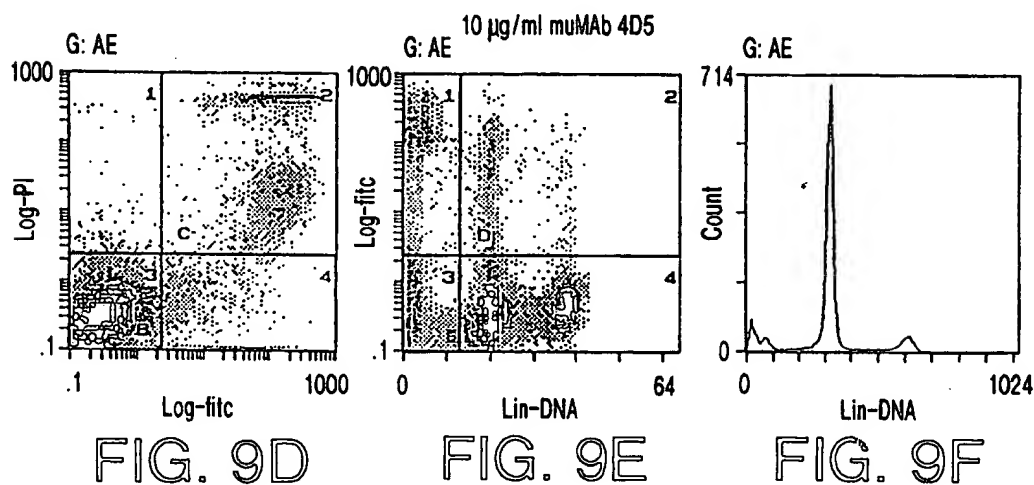 10 µg/ml muMAb 4D5
G: AE
1000
1
2
C
3
4
B
.1
Log-PI
.1
1000
Log-fitc
FIG. 9D
G: AE
1000
1
2
D
3
4
E
F
.1
Log-fitc
0
64
Lin-DNA
FIG. 9E
G: AE
714
Count
0
0
1024
Lin-DNA
FIG. 9F